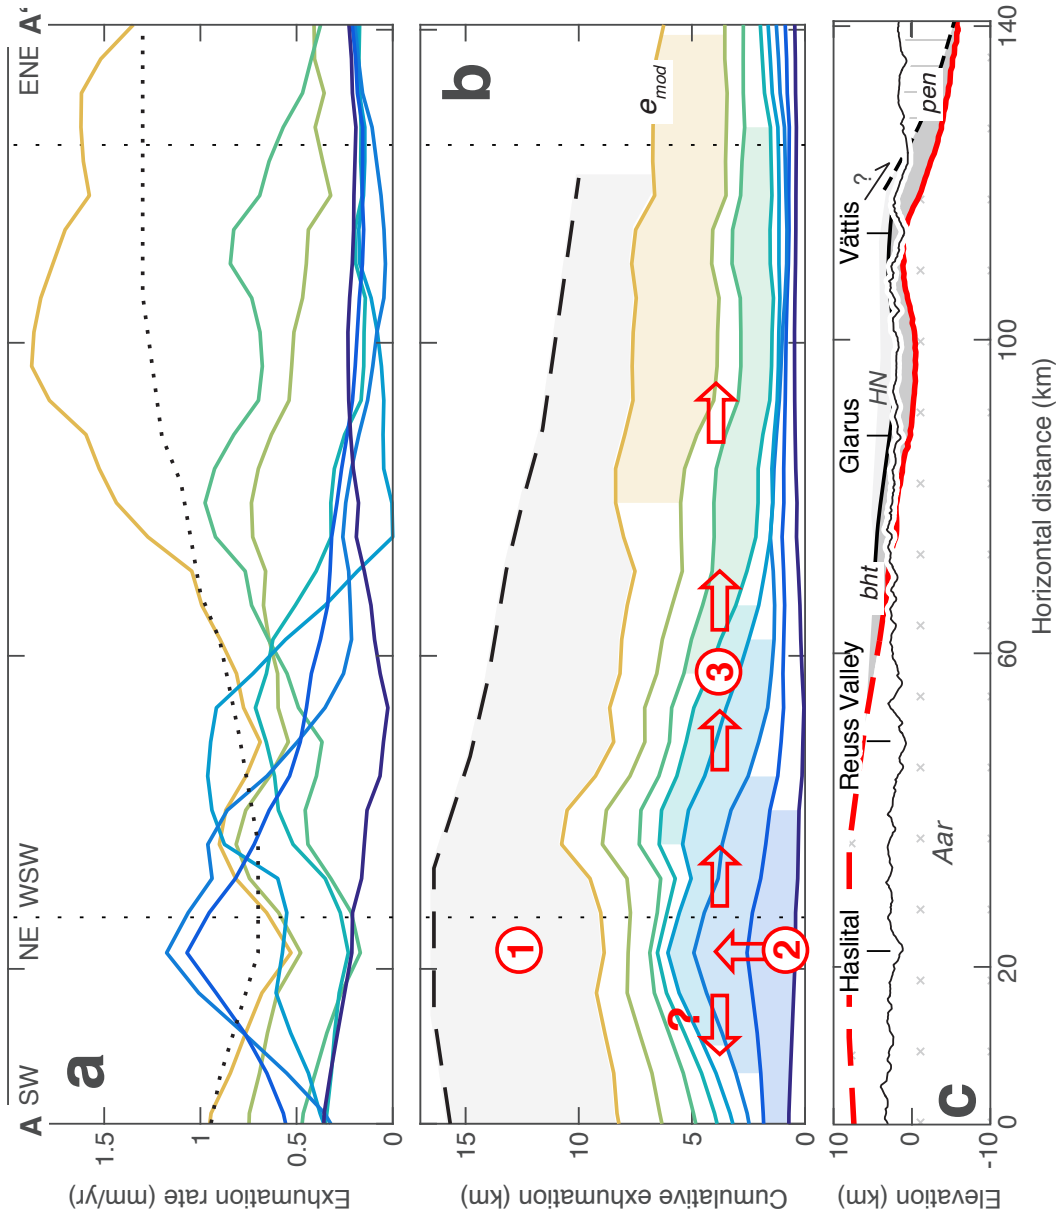 A SW
NE WSW
ENE A'
a
Exhumation rate (mm/yr)
1.5
1
0.5
0
b
e mod
1
2
3
?
Cumulative exhumation (km)
15
10
5
0
c
Haslital
Reuss Valley
Glarus
Vättis
?
bht
HN
pen
Aar
Elevation (km)
10
0
-10
0
20
60
100
140
Horizontal distance (km)